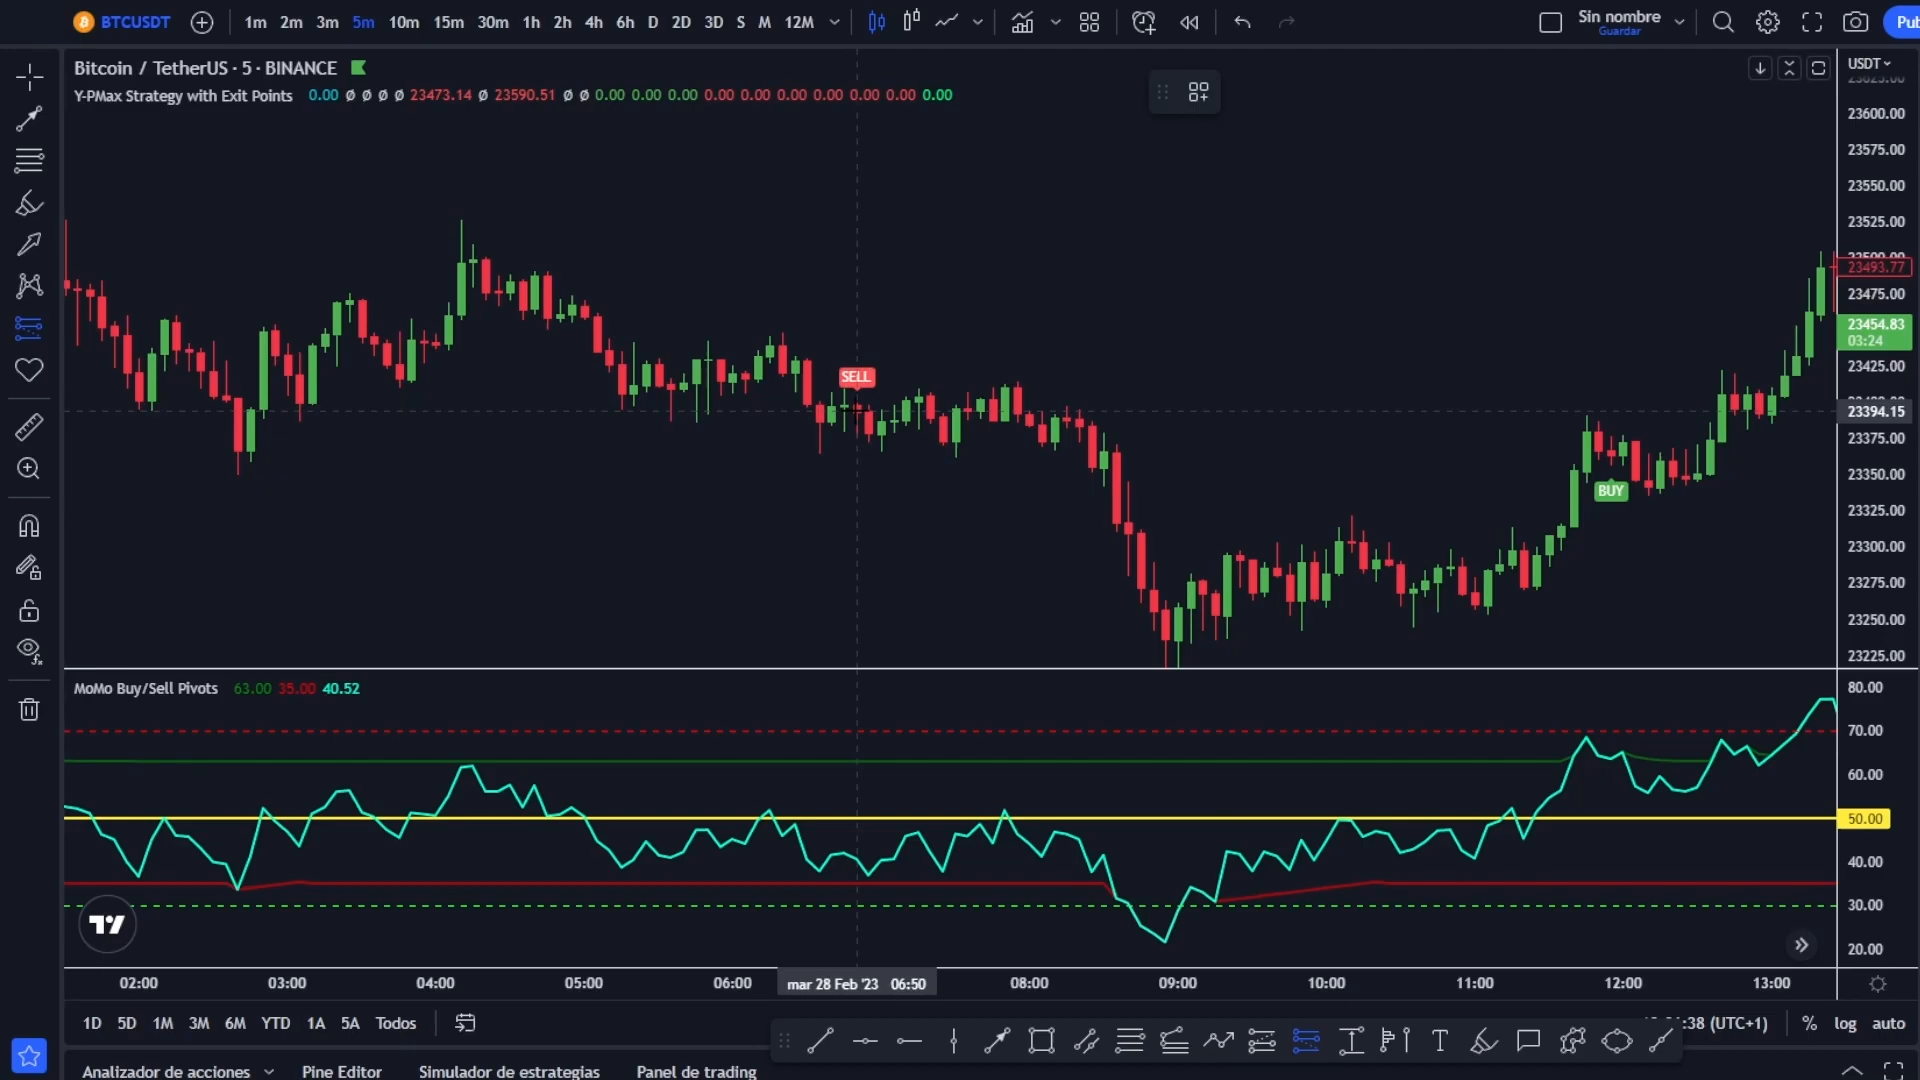 BTCUSDT 1m 2m 3m 5m 10m 15m 30m 1h 2h 4h 6h D 2D 3D S M 12M Sin nombre
Guardar
Pub
Bitcoin / TetherUS · 5 · BINANCE
USDT
Y-PMax Strategy with Exit Points 0.00 Ø Ø Ø Ø 23473.14 Ø 23590.51 Ø Ø 0.00 0.00 0.00 0.00 0.00 0.00 0.00 0.00 0.00 0.00
23600.00
23575.00
23550.00
23525.00
23493.77
23475.00
23454.83
03:24
23425.00
SELL
23394.15
23375.00
23350.00
BUY
23325.00
23300.00
23275.00
23250.00
23225.00
MoMo Buy/Sell Pivots 63.00 35.00 40.52
80.00
70.00
60.00
50.00
40.00
30.00
20.00
02:00 03:00 04:00 05:00 06:00 mar 28 Feb '23 06:50 08:00 09:00 10:00 11:00 12:00 13:00
1D 5D 1M 3M 6M YTD 1A 5A Todos
:38 (UTC+1) % log auto
Analizador de acciones Pine Editor Simulador de estrategias Panel de trading